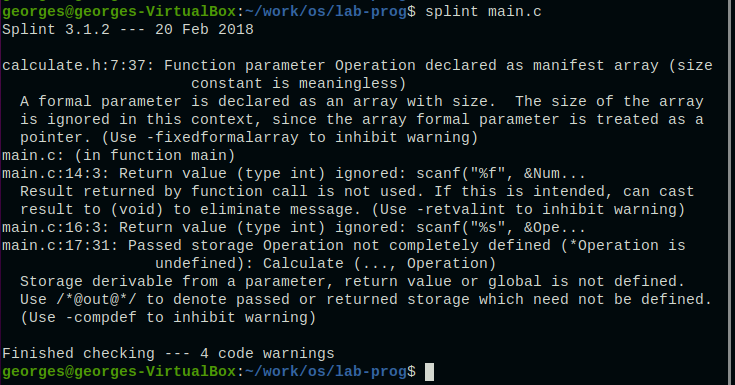 georges@georges-VirtualBox:~/work/os/lab-prog$ splint main.c
Splint 3.1.2 --- 20 Feb 2018

calculate.h:7:37: Function parameter Operation declared as manifest array (size
                     constant is meaningless)
  A formal parameter is declared as an array with size.  The size of the array
  is ignored in this context, since the array formal parameter is treated as a
  pointer. (Use -fixedformalarray to inhibit warning)
main.c: (in function main)
main.c:14:3: Return value (type int) ignored: scanf("%f", &Num...
  Result returned by function call is not used. If this is intended, can cast
  result to (void) to eliminate message. (Use -retvalint to inhibit warning)
main.c:16:3: Return value (type int) ignored: scanf("%s", &Ope...
main.c:17:31: Passed storage Operation not completely defined (*Operation is
                 undefined): Calculate (..., Operation)
  Storage derivable from a parameter, return value or global is not defined.
  Use /*@out@*/ to denote passed or returned storage which need not be defined.
  (Use -compdef to inhibit warning)

Finished checking --- 4 code warnings
georges@georges-VirtualBox:~/work/os/lab-prog$